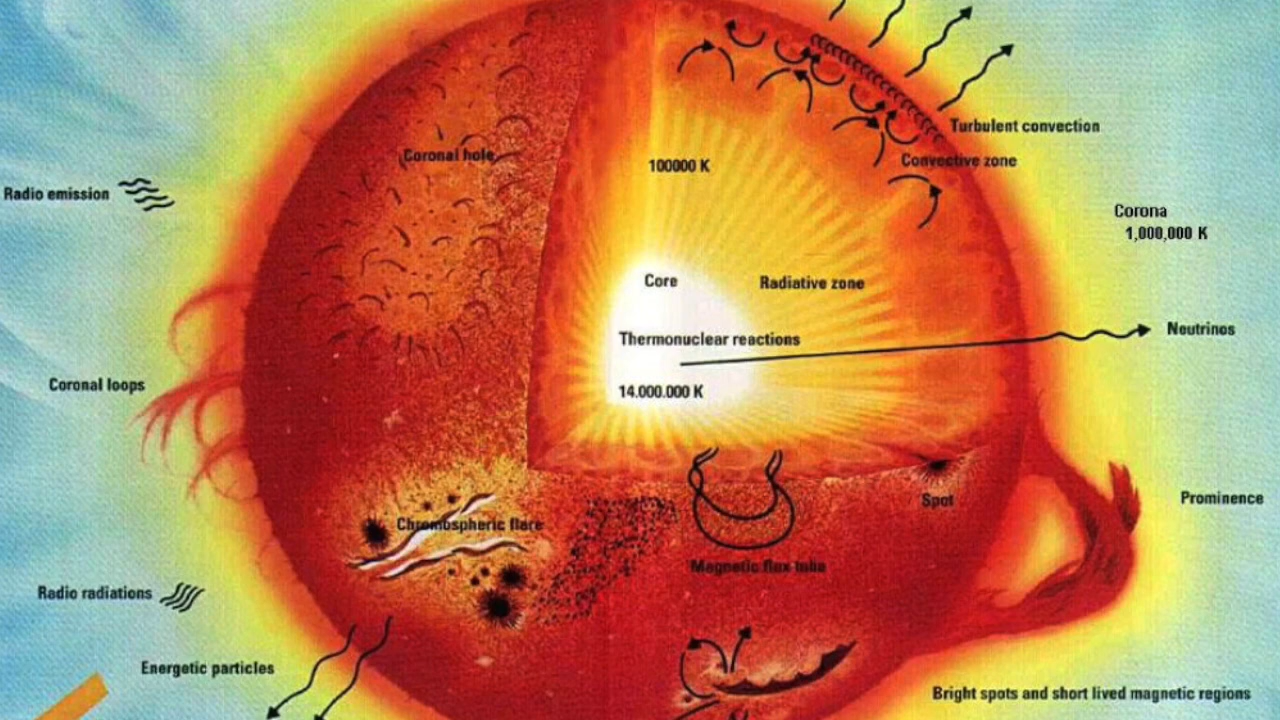 Turbulent convection
Coronal hole
Convective zone
100000 K
Radio emission
Corona
1,000,000 K
Core
Radiative zone
Neutrinos
Thermonuclear reactions
Coronal loops
14.000.000 K
Prominence
Spot
Chromospheric flare
Magnetic flux tube
Radio radiations
Energetic particles
Bright spots and short lived magnetic regions